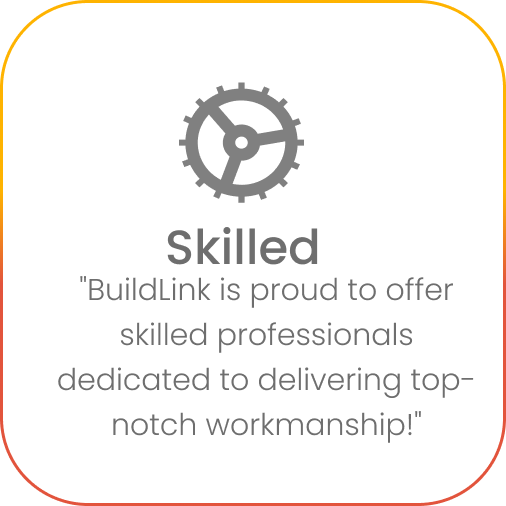 Skilled
"BuildLink is proud to offer
skilled professionals
dedicated to delivering top-
notch workmanship!"